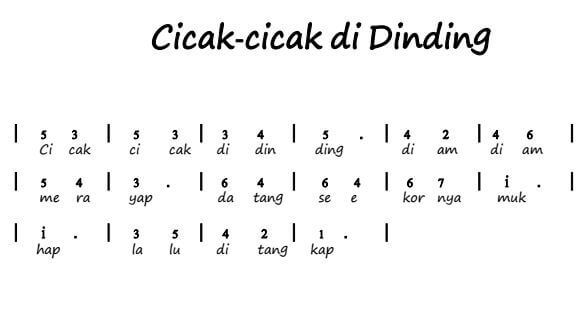 Cicak-cicak di Dinding
| 5 3 | 5 3 | 3 4 | 5 . | 4 2 | 4 6 |
Ci cak ci cak di din ding di am di am
| 5 4 | 3 . | 6 4 | 6 4 | 6 7 | i . |
me ra yap da tang se e kor nya muk
| i . | 3 5 | 4 2 | 1 . |
hap la lu di tang kap